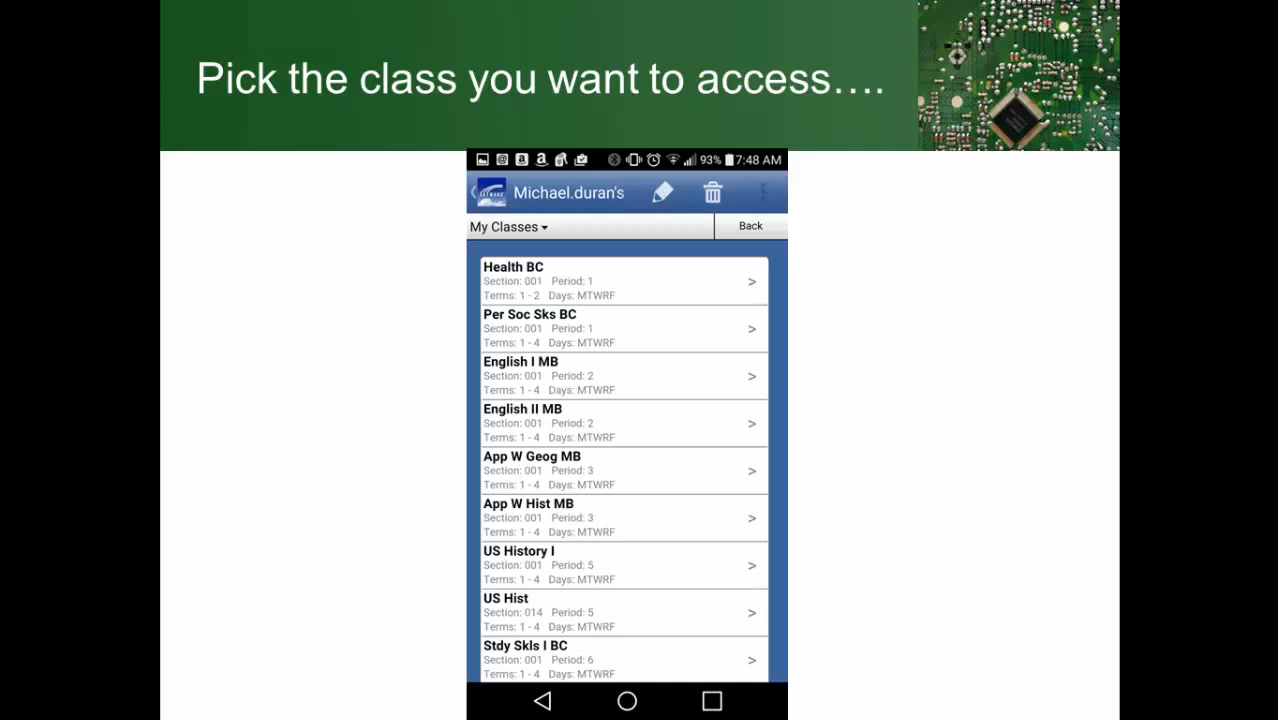 Pick the class you want to access….
93% 7:48 AM
Michael.duran's
My Classes
Back
Health BC
Section: 001 Period: 1
>
Terms: 1 - 2 Days: MTWRF
Per Soc Sks BC
Section: 001 Period: 1
>
Terms: 1 - 4 Days: MTWRF
English I MB
Section: 001 Period: 2
>
Terms: 1 - 4 Days: MTWRF
English II MB
Section: 001 Period: 2
>
Terms: 1 - 4 Days: MTWRF
App W Geog MB
Section: 001 Period: 3
>
Terms: 1 - 4 Days: MTWRF
App W Hist MB
Section: 001 Period: 3
>
Terms: 1 - 4 Days: MTWRF
US History I
Section: 001 Period: 5
>
Terms: 1 - 4 Days: MTWRF
US Hist
Section: 014 Period: 5
>
Terms: 1 - 4 Days: MTWRF
Stdy Skls I BC
Section: 001 Period: 6
>
Terms: 1 - 4 Days: MTWRF